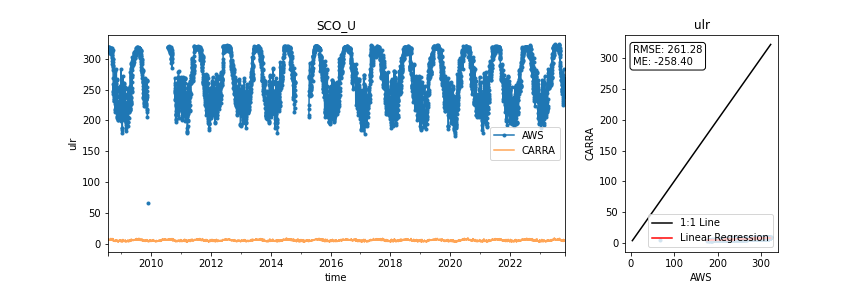 SCO_U
ulr
300
250
200
150
100
50
0
ulr
AWS
CARRA
2010
2012
2014
2016
2018
2020
2022
time
ulr
RMSE: 261.28
ME: -258.40
300
250
200
150
100
50
0
CARRA
1:1 Line
Linear Regression
0
100
200
300
AWS